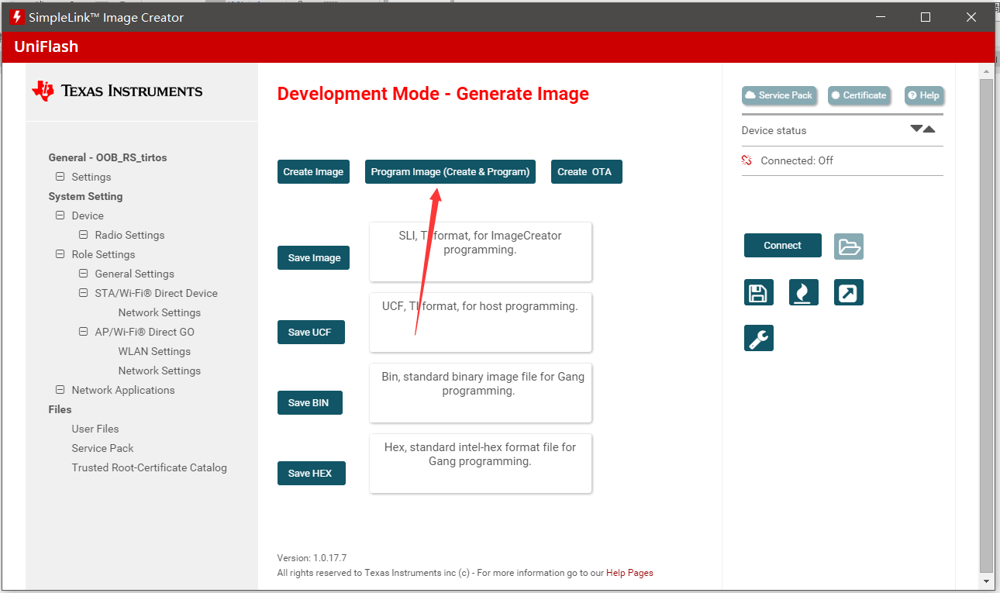 SimpleLink™ Image Creator
UniFlash
TEXAS INSTRUMENTS
General - OOB_RS_tirtos
Settings
System Setting
Device
Radio Settings
Role Settings
General Settings
STA/Wi-Fi® Direct Device
Network Settings
AP/Wi-Fi® Direct GO
WLAN Settings
Network Settings
Network Applications
Files
User Files
Service Pack
Trusted Root-Certificate Catalog
Development Mode - Generate Image
Create Image
Program Image (Create & Program)
Create OTA
Save Image
SLI, TI format, for ImageCreator
programming.
Save UCF
UCF, TI format, for host programming.
Save BIN
Bin, standard binary image file for Gang
programming.
Save HEX
Hex, standard intel-hex format file for
Gang programming.
Version: 1.0.17.7
All rights reserved to Texas Instruments inc (c) - For more information go to our Help Pages
Service Pack
Certificate
Help
Device status
Connected: Off
Connect